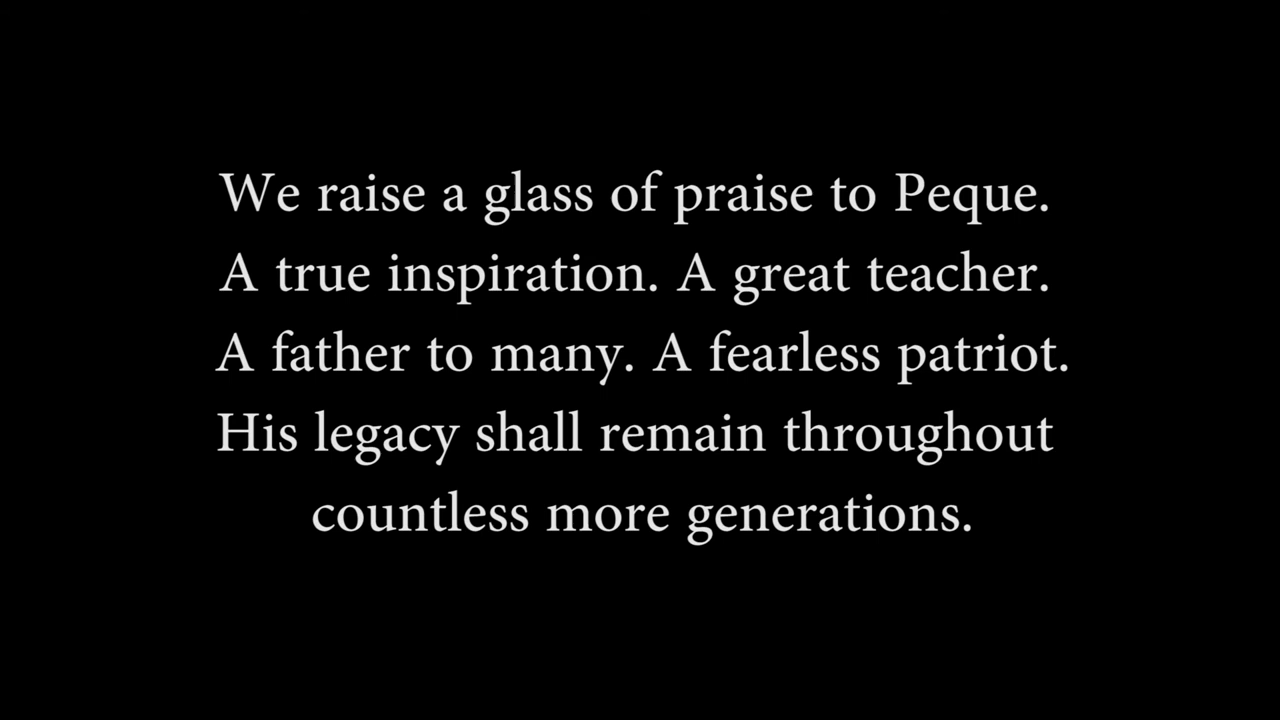 We raise a glass of praise to Peque.
A true inspiration. A great teacher.
A father to many. A fearless patriot.
His legacy shall remain throughout
countless more generations.